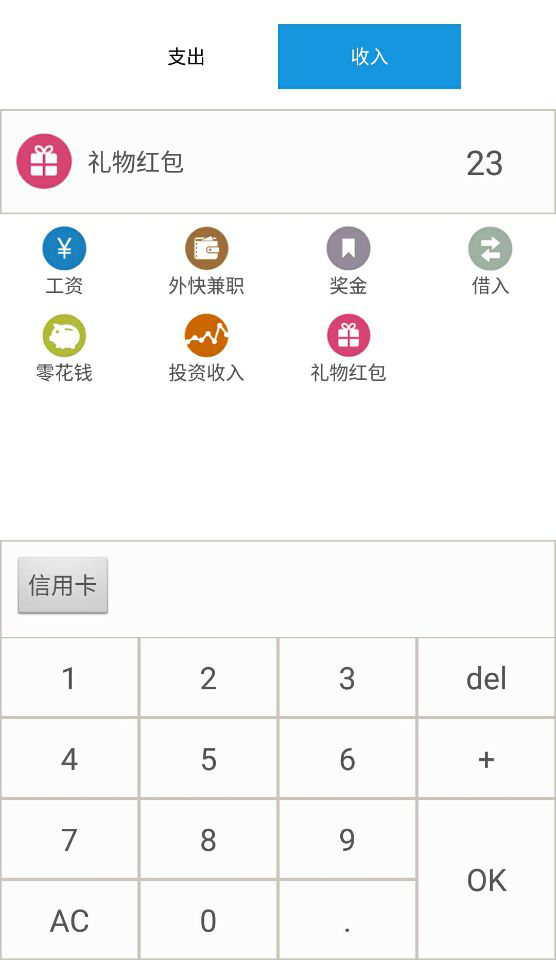 支出 收入
礼物红包 23
工资 外快兼职 奖金 借入
零花钱 投资收入 礼物红包
信用卡
1 2 3 del
4 5 6 +
7 8 9
OK
AC 0 .